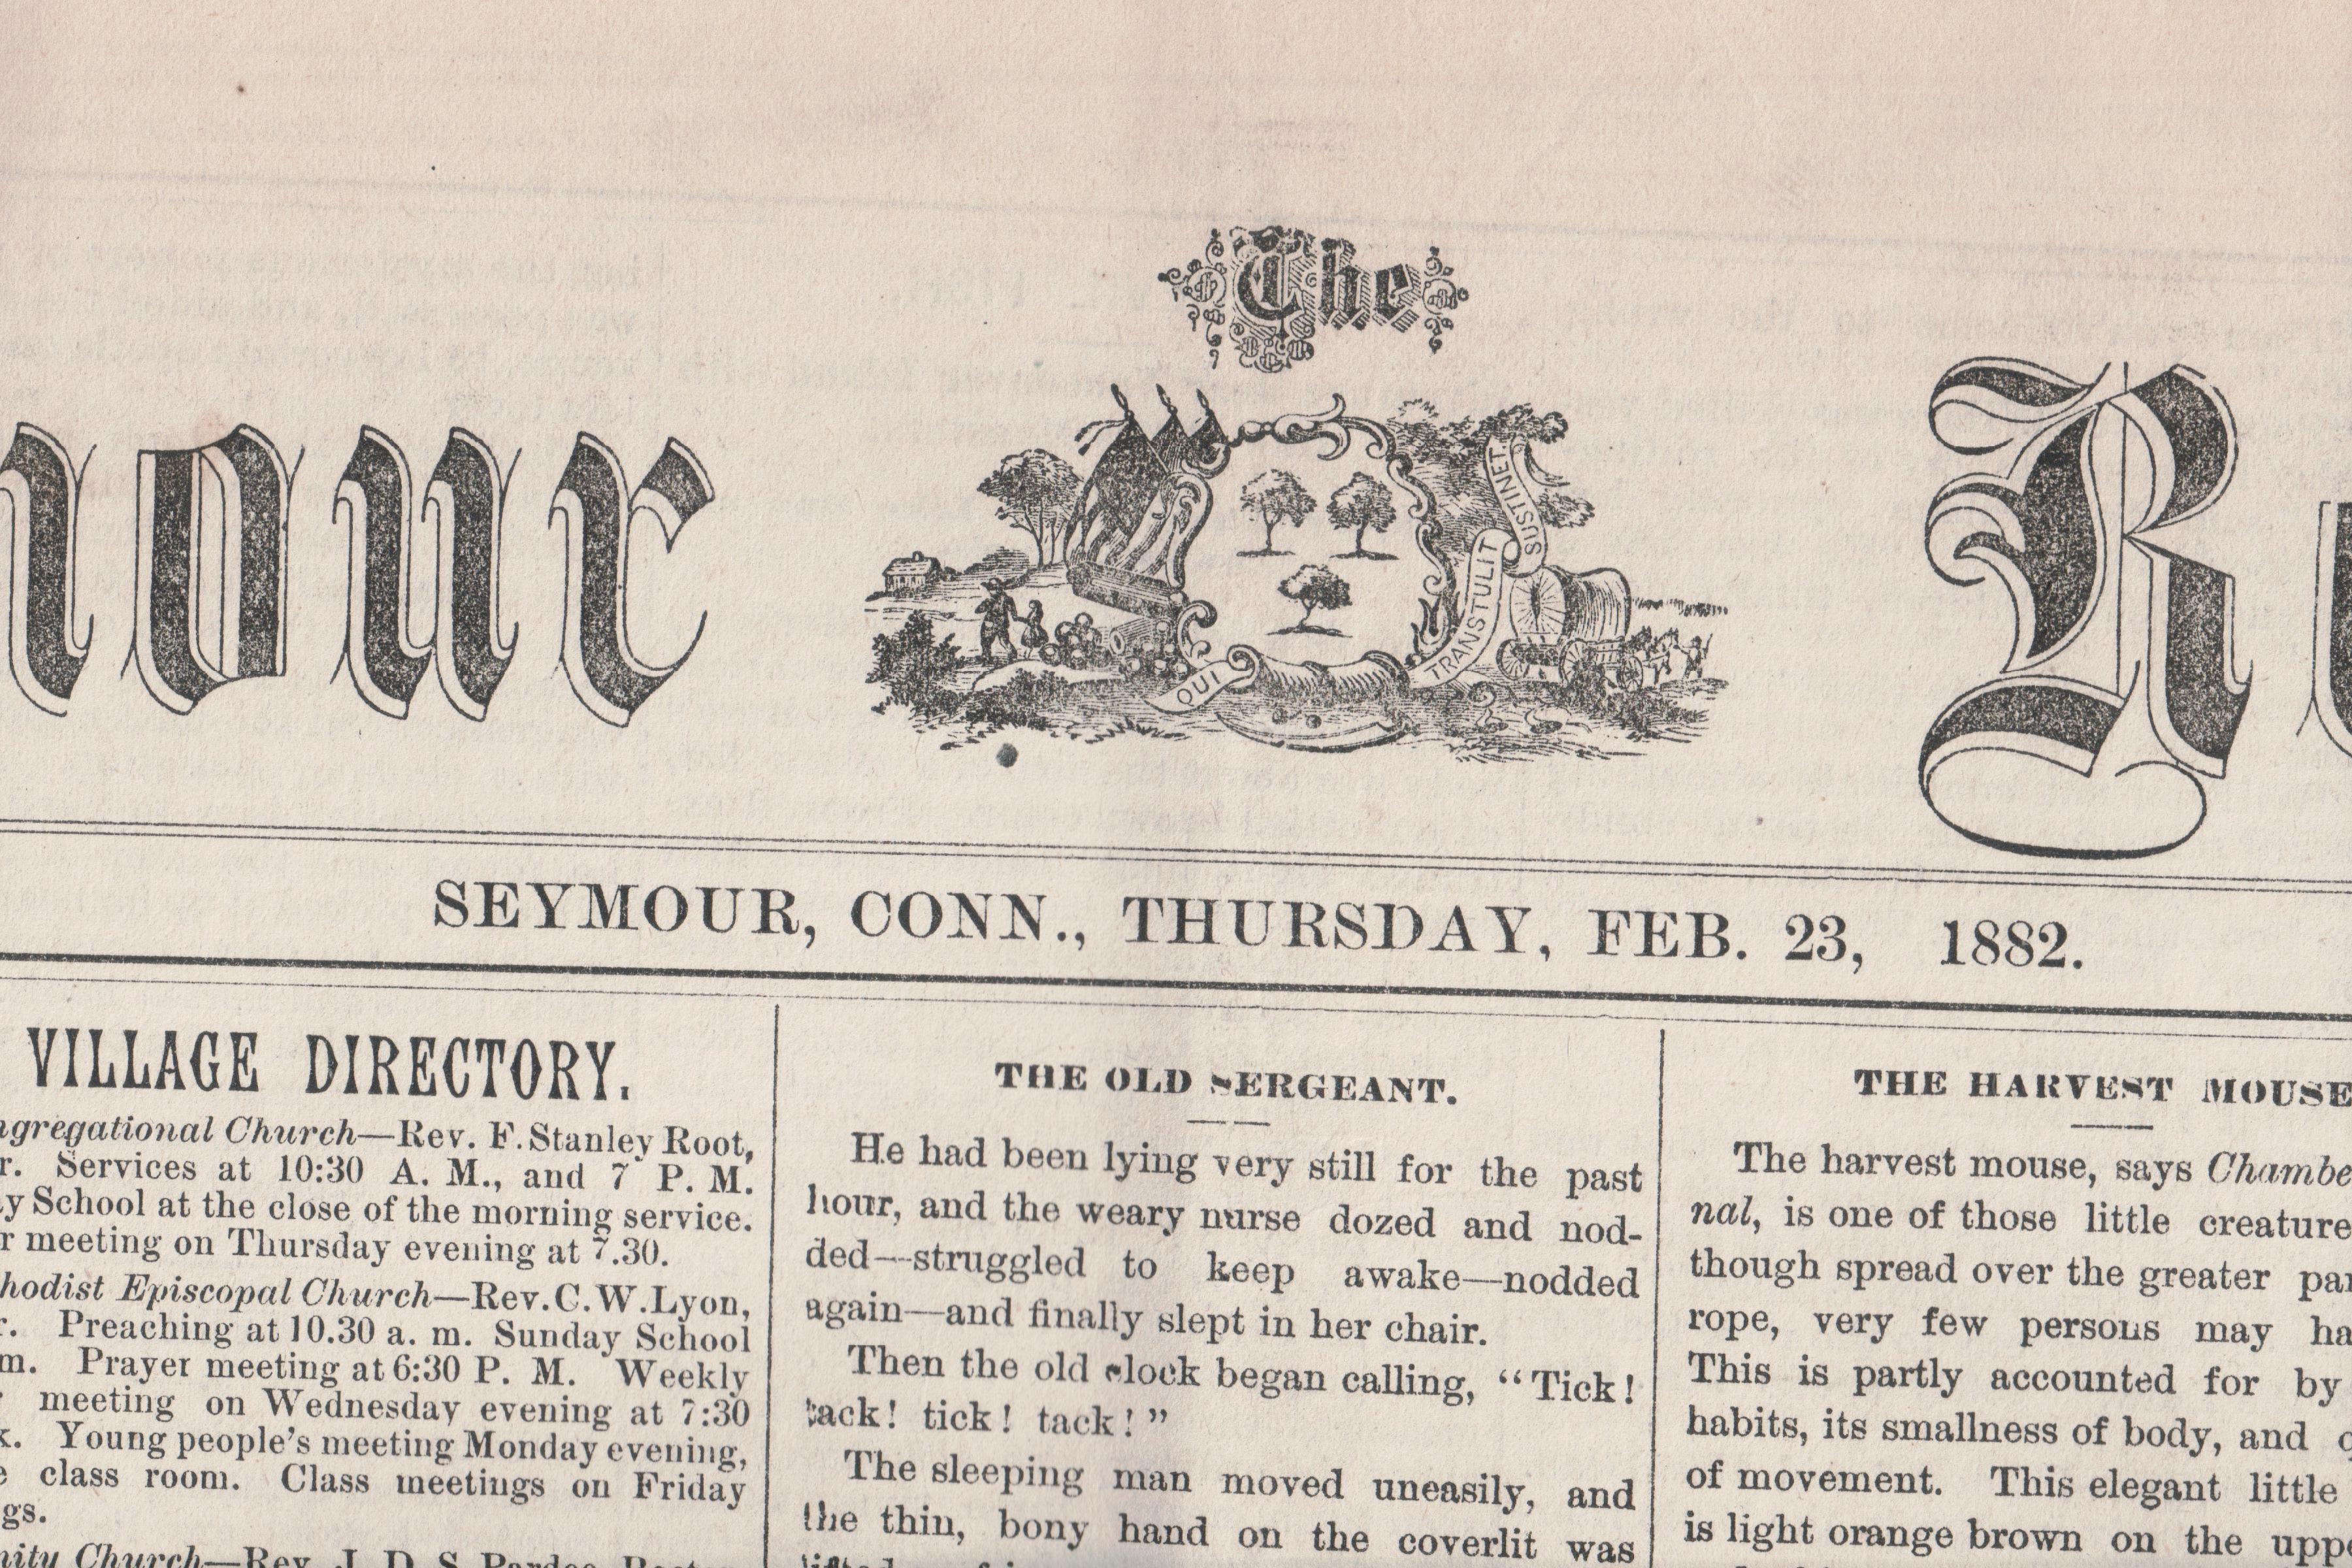 The
mour
R
QUI TRANSTULIT SUSTINET.
SEYMOUR, CONN., THURSDAY, FEB. 23, 1882.
VILLAGE DIRECTORY.
ngregational Church—Rev. F. Stanley Root,
r. Services at 10:30 A. M., and 7 P. M.
y School at the close of the morning service.
r meeting on Thursday evening at 7.30.
hodist Episcopal Church—Rev. C. W. Lyon,
r. Preaching at 10.30 a. m. Sunday School
m. Prayer meeting at 6:30 P. M. Weekly
meeting on Wednesday evening at 7:30
k. Young people's meeting Monday evening,
e class room. Class meetings on Friday
gs.
nity Church—Rev. J. D. S. Pardee
THE OLD SERGEANT.
He had been lying very still for the past
hour, and the weary nurse dozed and nod-
ded—struggled to keep awake—nodded
again—and finally slept in her chair.
Then the old clock began calling, “Tick!
tack! tick! tack!”
The sleeping man moved uneasily, and
the thin, bony hand on the coverlit was
THE HARVEST MOUSE
The harvest mouse, says Chambe
nal, is one of those little creature
though spread over the greater par
rope, very few persons may ha
This is partly accounted for by
habits, its smallness of body, and
of movement. This elegant little
is light orange brown on the upp